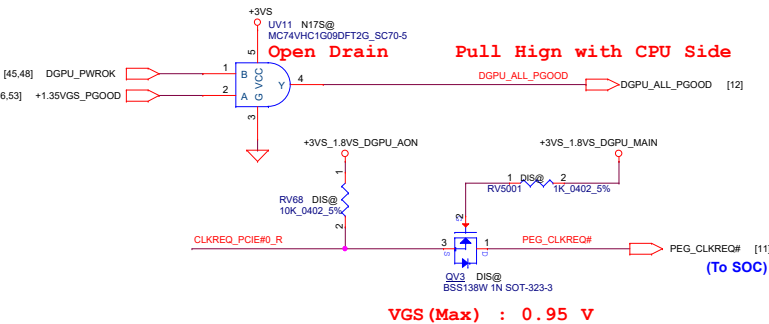 +3VS
UV11 N17S@
MC74VHC1G09DFT2G_SC70-5
Open Drain Pull Hign with CPU Side
5
[45,48] DGPU_PWROK 1 B VCC
Y 4 DGPU_ALL_PGOOD DGPU_ALL_PGOOD [12]
6,53] +1.35VGS_PGOOD 2 A G
3
+3VS_1.8VS_DGPU_AON +3VS_1.8VS_DGPU_MAIN
1 1 DIS@ 2
RV5001 1K_0402_5%
RV68 DIS@
10K_0402_5%
2 2
CLKREQ_PCIE#0_R 3 S D 1 PEG_CLKREQ# PEG_CLKREQ# [11]
(To SOC)
QV3 DIS@
BSS138W 1N SOT-323-3
VGS(Max) : 0.95 V